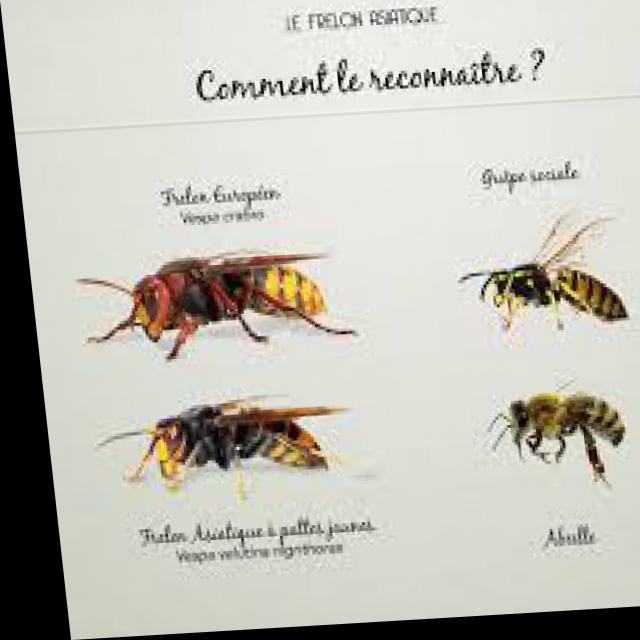 LE FRELON ASIATIQUE
Comment le reconnaître ?
Frelon Européen
Vespa crabro
Guêpe sociale
Frelon Asiatique à pattes jaunes
Vespa velutina nigrithorax
Abeille